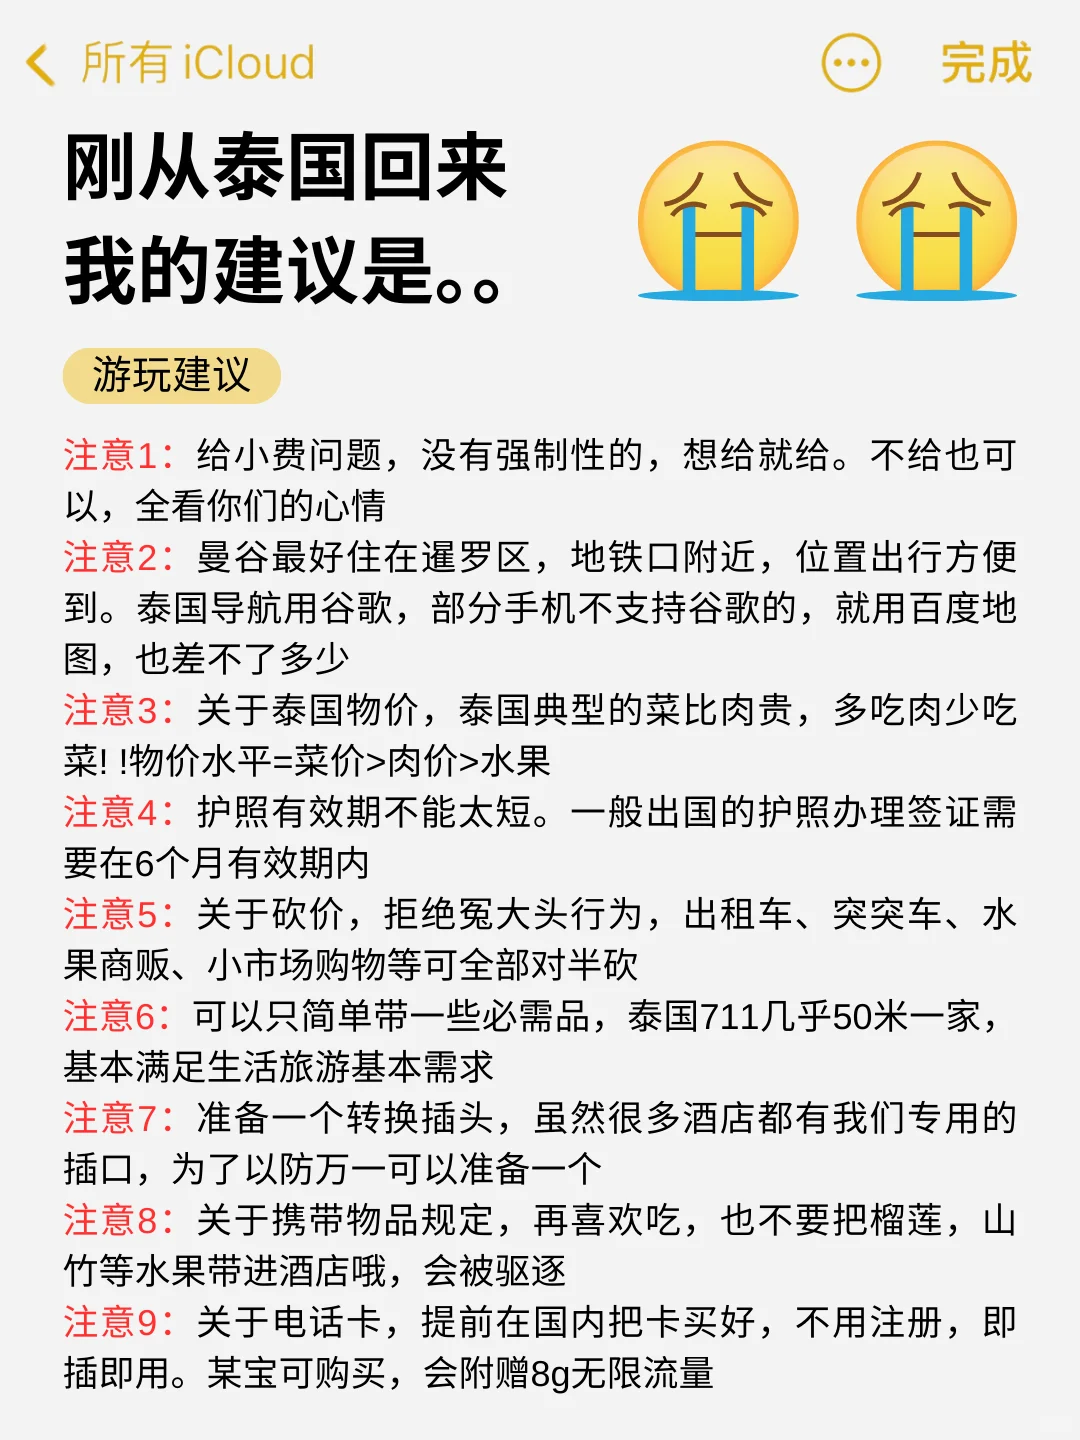 所有 iCloud
完成
刚从泰国回来
我的建议是。。
游玩建议
注意1：给小费问题，没有强制性的，想给就给。不给也可
以，全看你们的心情
注意2：曼谷最好住在暹罗区，地铁口附近，位置出行方便
到。泰国导航用谷歌，部分手机不支持谷歌的，就用百度地
图，也差不了多少
注意3：关于泰国物价，泰国典型的菜比肉贵，多吃肉少吃
菜! !物价水平=菜价>肉价>水果
注意4：护照有效期不能太短。一般出国的护照办理签证需
要在6个月有效期内
注意5：关于砍价，拒绝冤大头行为，出租车、突突车、水
果商贩、小市场购物等可全部对半砍
注意6：可以只简单带一些必需品，泰国711几乎50米一家，
基本满足生活旅游基本需求
注意7：准备一个转换插头，虽然很多酒店都有我们专用的
插口，为了以防万一可以准备一个
注意8：关于携带物品规定，再喜欢吃，也不要把榴莲，山
竹等水果带进酒店哦，会被驱逐
注意9：关于电话卡，提前在国内把卡买好，不用注册，即
插即用。某宝可购买，会附赠8g无限流量